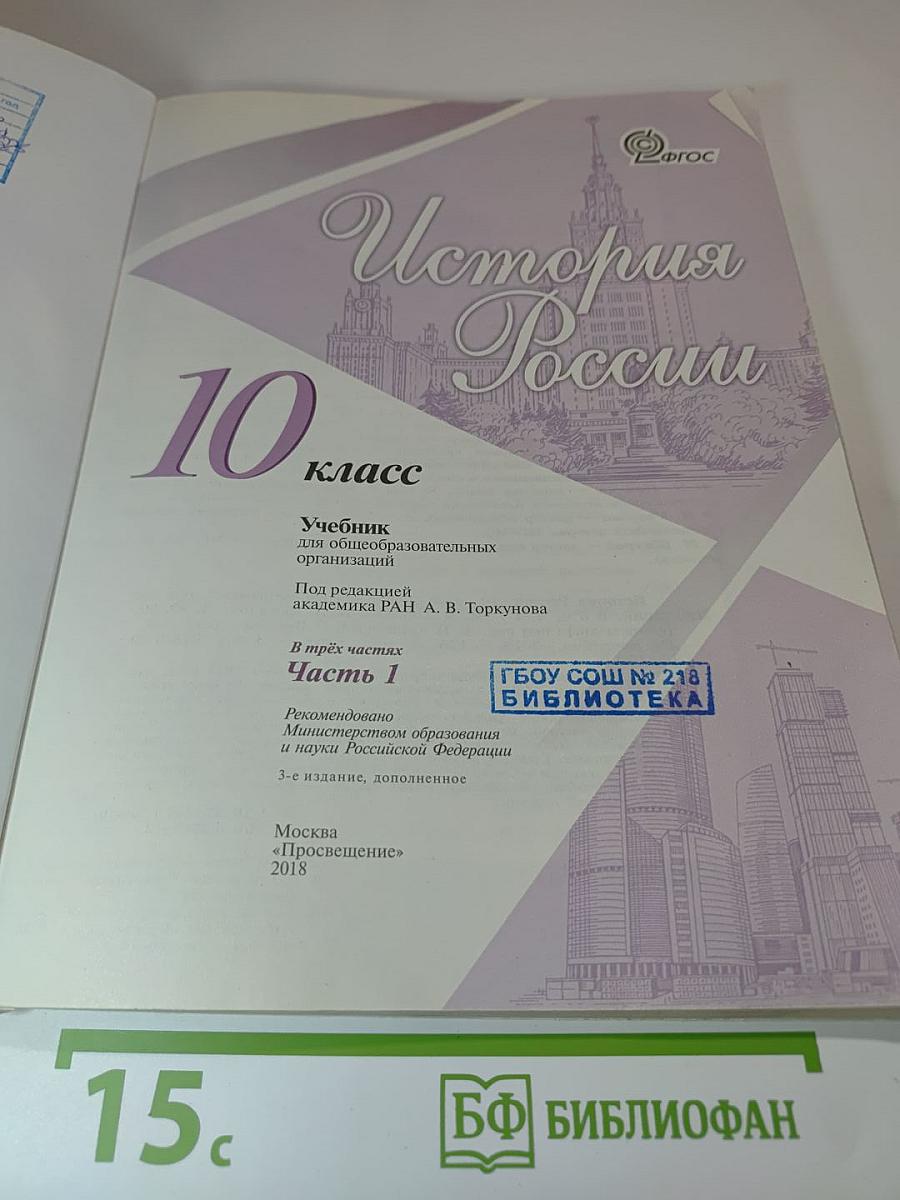 ФГОС
История
России
10 класс
Учебник
для общеобразовательных
организаций
Под редакцией
академика РАН А. В. Торкунова
В трёх частях
Часть 1
ГБОУ СОШ № 218
БИБЛИОТЕКА
Рекомендовано
Министерством образования
и науки Российской Федерации
3-е издание, дополненное
Москва
«Просвещение»
2018
15 с
БФ БИБЛИОФАН